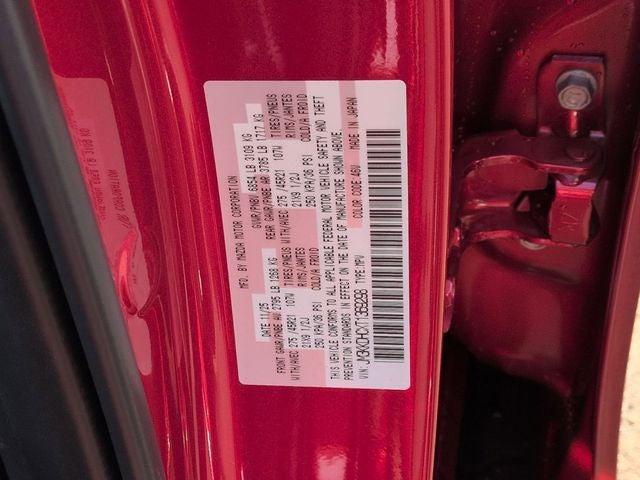 MFD. BY MAZDA MOTOR CORPORATION
DATE: 11/25 GVWR/PNBV 6854 LB 3109 KG
FRONT GAWR/PNBE AV 2795 LB 1268 KG REAR GAWR/PNBE AR 3785 LB 1717 KG
WITH/AVEC 275 /45R21 107W TIRES/PNEUS WITH/AVEC 275 /45R21 107W TIRES/PNEUS
21X9 1/2J RIMS/JANTES 21X9 1/2J RIMS/JANTES
250 KPA/36 PSI COLD/A FROID 250 KPA/36 PSI COLD/A FROID
THIS VEHICLE CONFORMS TO ALL APPLICABLE FEDERAL MOTOR VEHICLE SAFETY AND THEFT
PREVENTION STANDARDS IN EFFECT ON THE DATE OF MANUFACTURE SHOWN ABOVE.
COLOR CODE 46V MADE IN JAPAN
TYPE:MPV